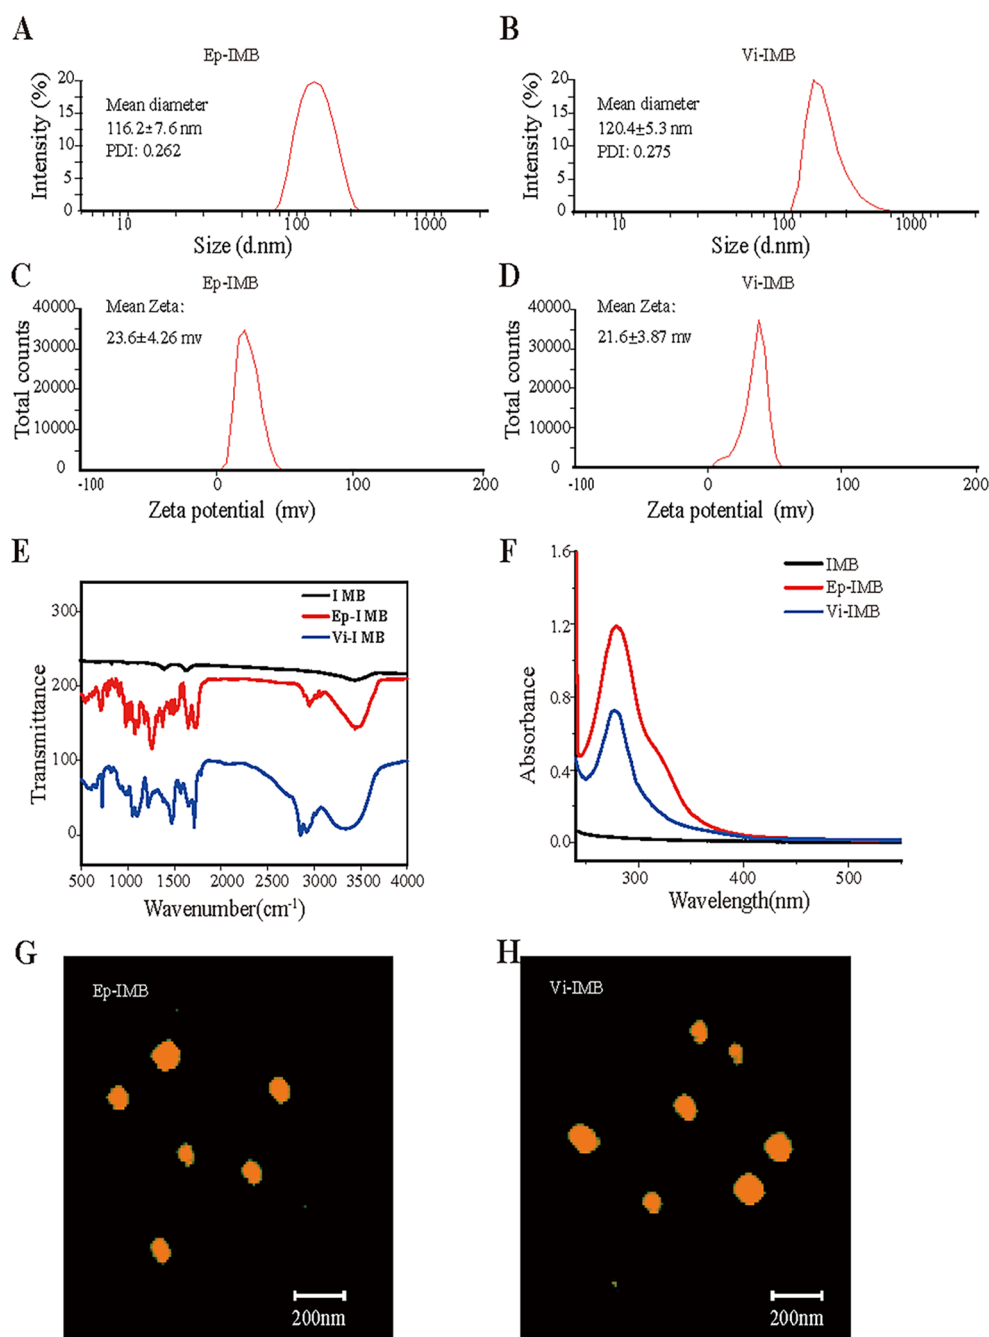 A
Ep-IMB
Intensity (%)
20
15
10
5
0
Mean diameter
116.2±7.6 nm
PDI: 0.262
10
100
1000
Size (d.nm)
B
Vi-IMB
Intensity (%)
20
15
10
5
0
Mean diameter
120.4±5.3 nm
PDI: 0.275
10
100
1000
Size (d.nm)
C
Ep-IMB
Total counts
40000
30000
20000
10000
0
Mean Zeta:
23.6±4.26 mv
-100
0
100
200
Zeta potential (mv)
D
Vi-IMB
Total counts
40000
30000
20000
10000
0
Mean Zeta:
21.6±3.87 mv
-100
0
100
200
Zeta potential (mv)
E
Transmittance
300
200
100
0
I MB
Ep-I MB
Vi-I MB
500
1000
1500
2000
2500
3000
3500
4000
Wavenumber(cm⁻¹)
F
Absorbance
1.6
1.2
0.8
0.4
0.0
IMB
Ep-IMB
Vi-IMB
300
400
500
Wavelength(nm)
G
Ep-IMB
200nm
H
Vi-IMB
200nm